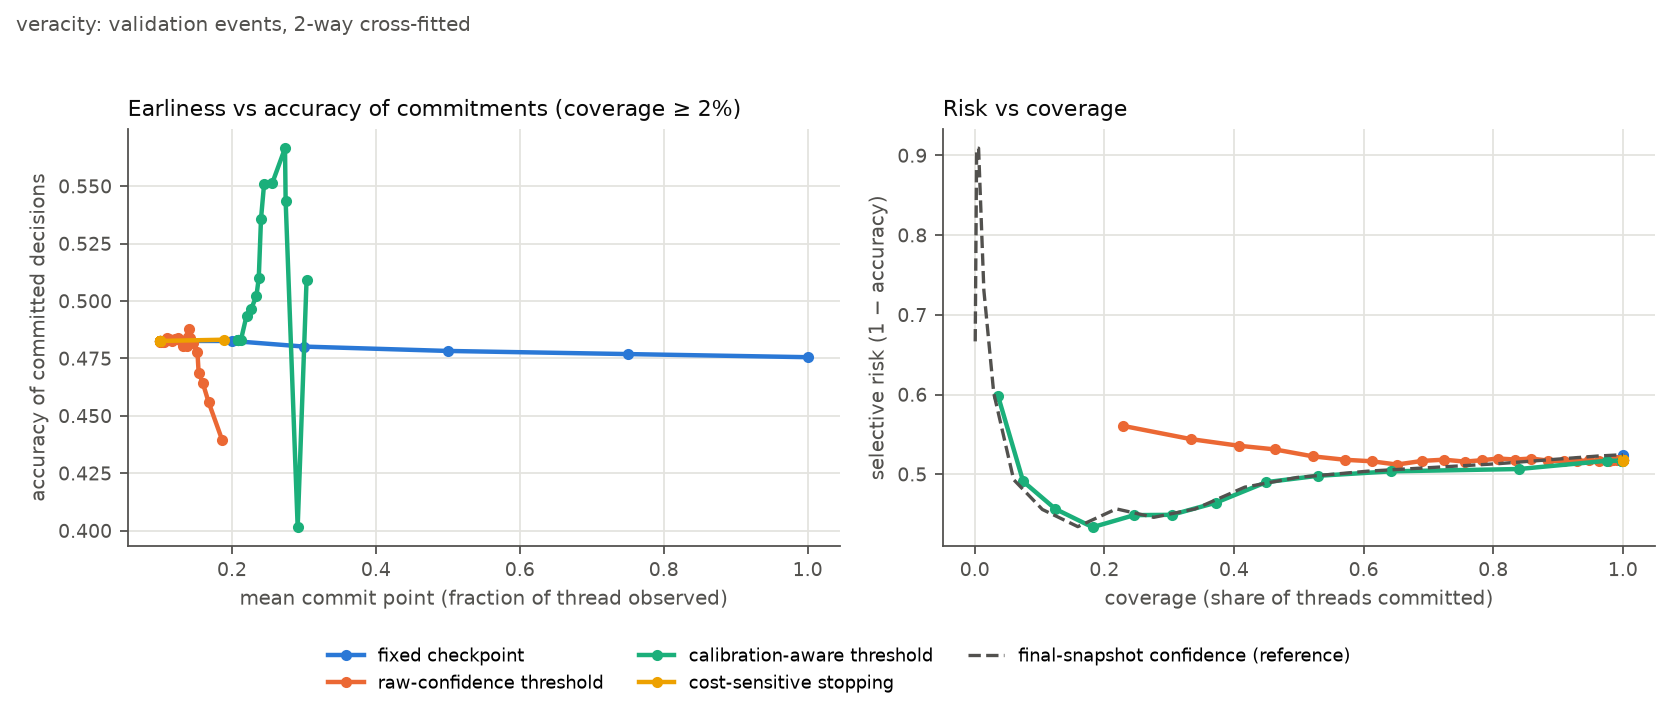 veracity: validation events, 2-way cross-fitted
Earliness vs accuracy of commitments (coverage ≥ 2%)
accuracy of committed decisions
0.550
0.525
0.500
0.475
0.450
0.425
0.400
0.2 0.4 0.6 0.8 1.0
mean commit point (fraction of thread observed)
Risk vs coverage
selective risk (1 − accuracy)
0.9
0.8
0.7
0.6
0.5
0.0 0.2 0.4 0.6 0.8 1.0
coverage (share of threads committed)
fixed checkpoint
raw-confidence threshold
calibration-aware threshold
cost-sensitive stopping
final-snapshot confidence (reference)